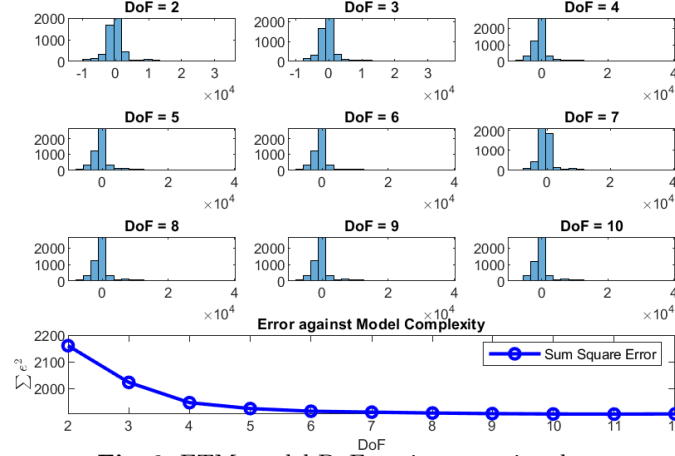 DoF = 2
DoF = 3
DoF = 4
2000
1000
0
-1 0 1 2 3
×10⁴
2000
1000
0
-1 0 1 2 3
×10⁴
2000
1000
0
0 2 4
×10⁴
DoF = 5
DoF = 6
DoF = 7
2000
1000
0
0 2 4
×10⁴
2000
1000
0
0 2 4
×10⁴
2000
1000
0
0 2 4
×10⁴
DoF = 8
DoF = 9
DoF = 10
2000
1000
0
0 2 4
×10⁴
2000
1000
0
0 2 4
×10⁴
2000
1000
0
0 2 4
×10⁴
Error against Model Complexity
2200
2100
2000
∑ e²
Sum Square Error
2 3 4 5 6 7 8 9 10 11
DoF